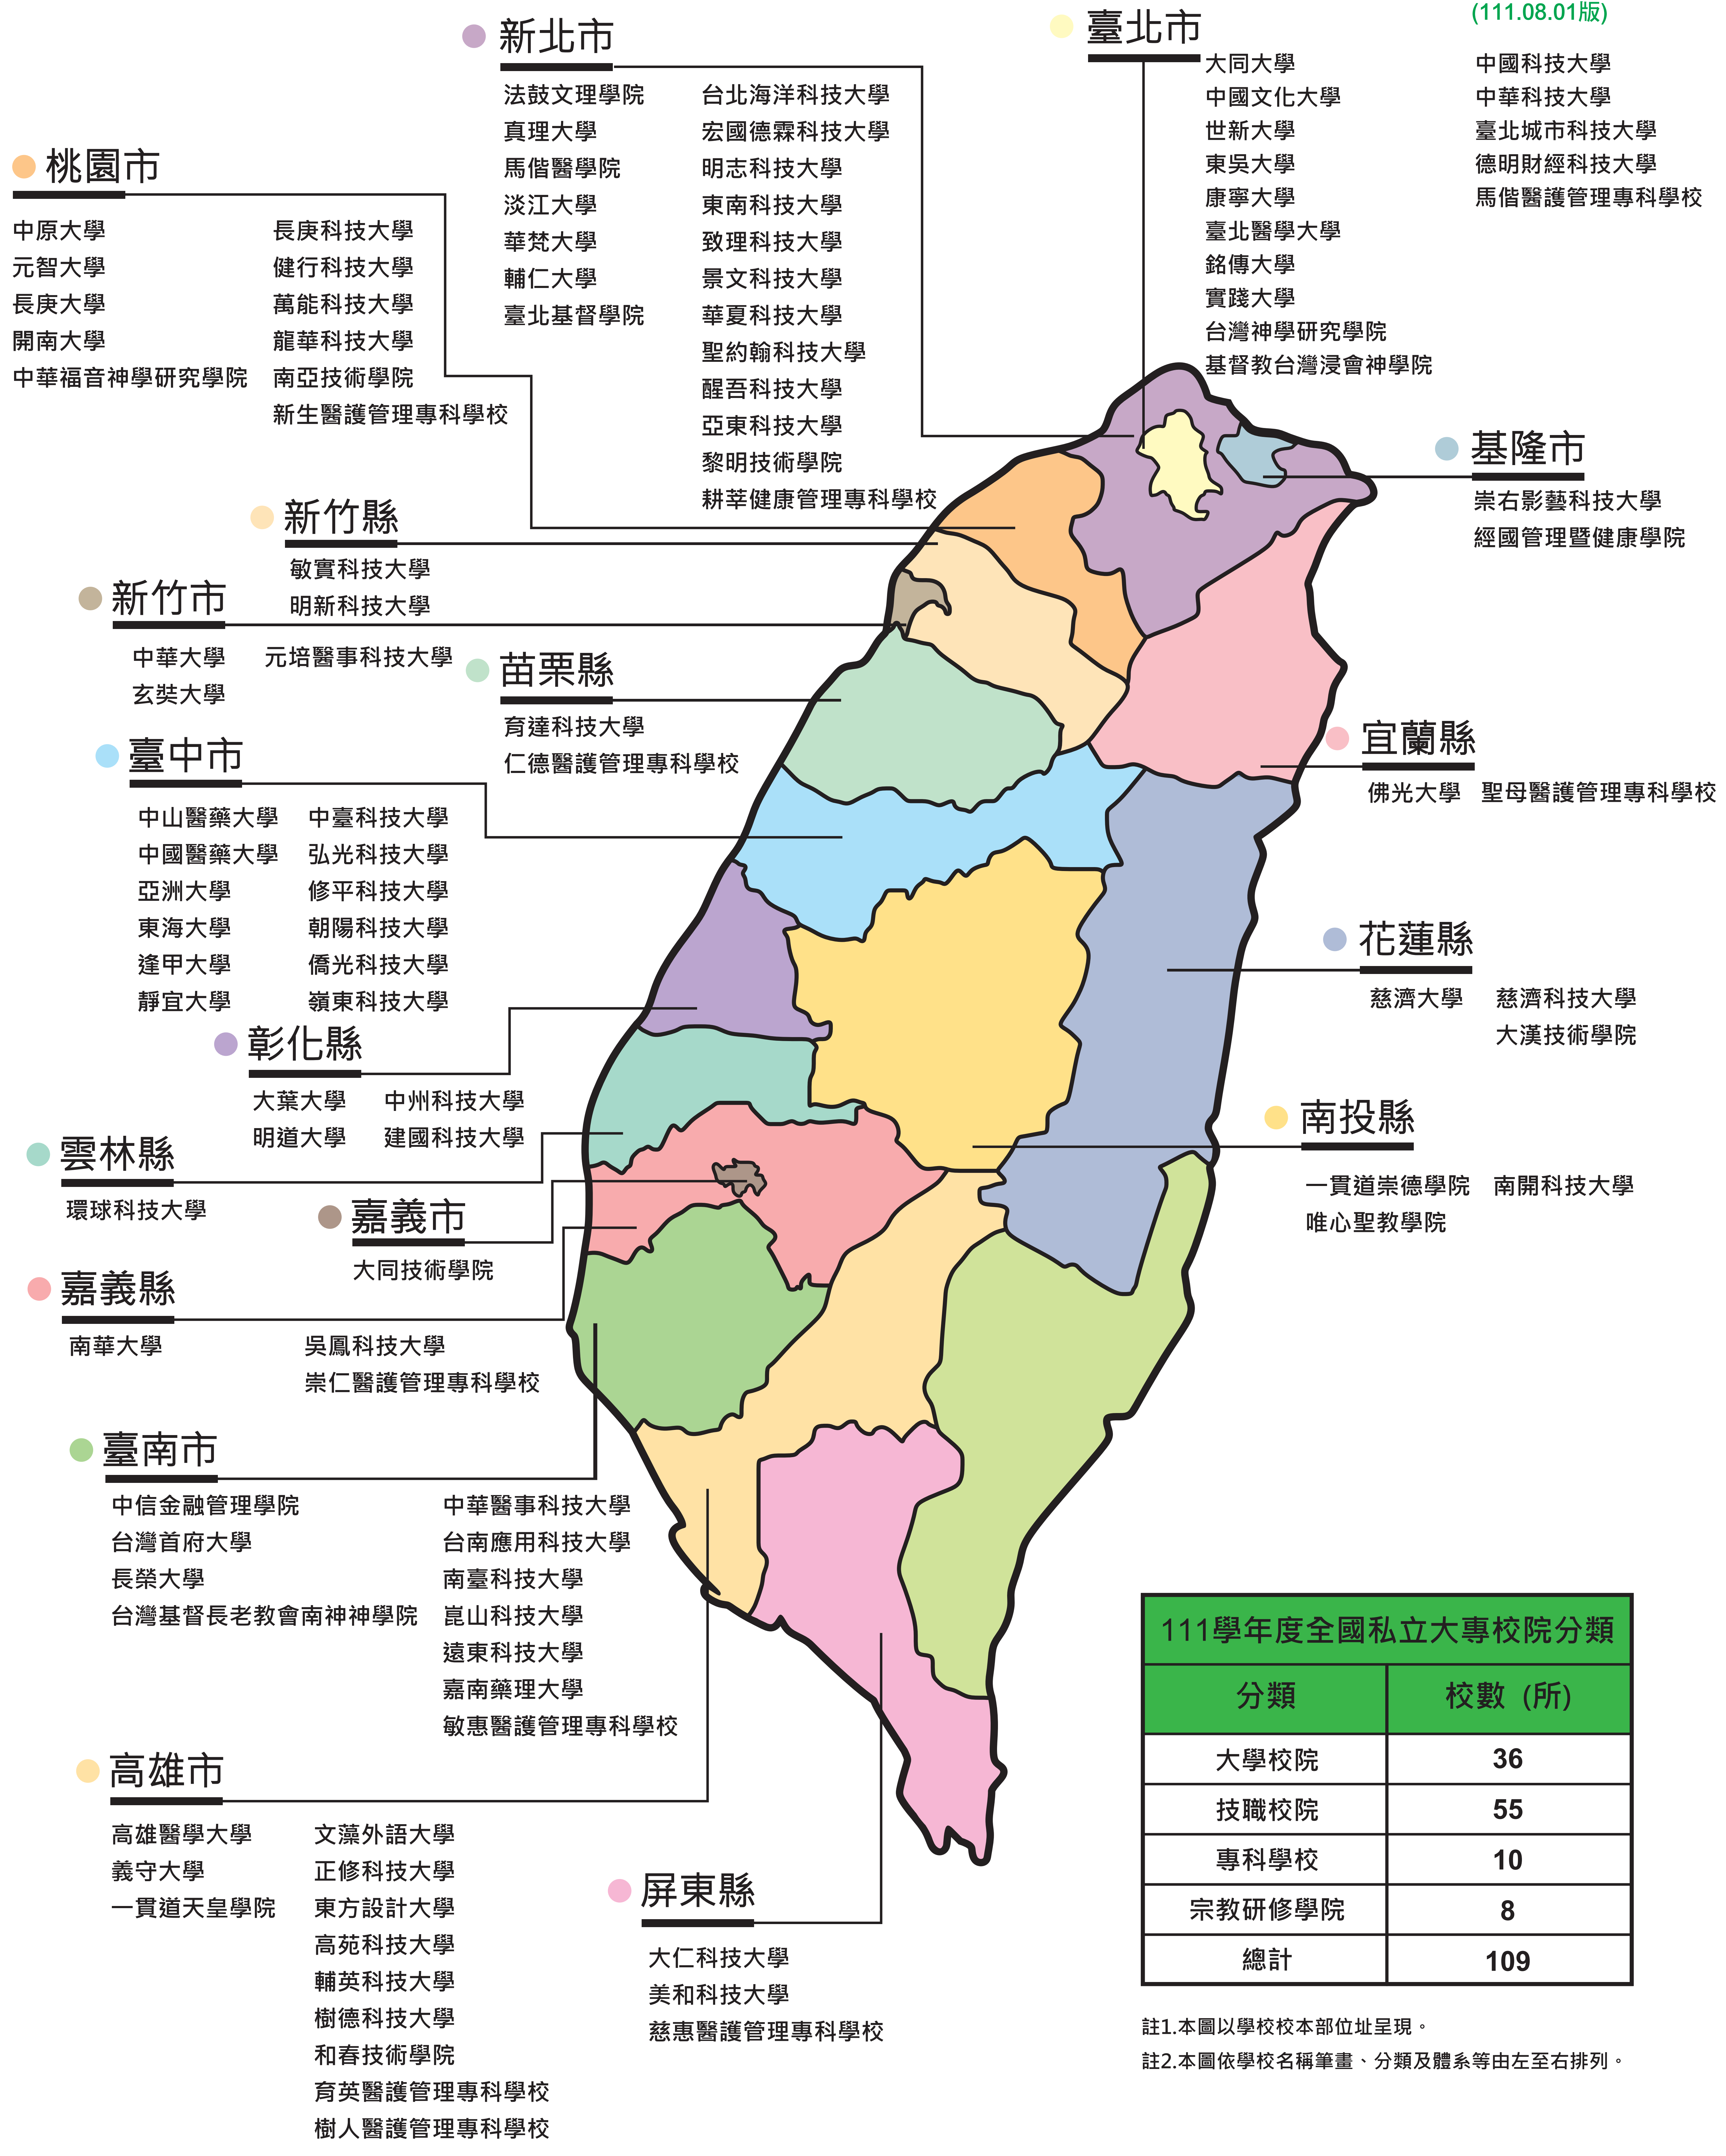 (111.08.01版)
新北市
法鼓文理學院
真理大學
馬偕醫學院
淡江大學
華梵大學
輔仁大學
臺北基督學院
台北海洋科技大學
宏國德霖科技大學
明志科技大學
東南科技大學
致理科技大學
景文科技大學
華夏科技大學
聖約翰科技大學
醒吾科技大學
亞東科技大學
黎明技術學院
耕莘健康管理專科學校
臺北市
大同大學
中國文化大學
世新大學
東吳大學
康寧大學
臺北醫學大學
銘傳大學
實踐大學
台灣神學研究學院
基督教台灣浸會神學院
中國科技大學
中華科技大學
臺北城市科技大學
德明財經科技大學
馬偕醫護管理專科學校
桃園市
中原大學
元智大學
長庚大學
開南大學
中華福音神學研究學院
長庚科技大學
健行科技大學
萬能科技大學
龍華科技大學
南亞技術學院
新生醫護管理專科學校
基隆市
崇右影藝科技大學
經國管理暨健康學院
新竹縣
敏實科技大學
明新科技大學
新竹市
中華大學
玄奘大學
元培醫事科技大學
苗栗縣
育達科技大學
仁德醫護管理專科學校
宜蘭縣
佛光大學
聖母醫護管理專科學校
臺中市
中山醫藥大學
中國醫藥大學
亞洲大學
東海大學
逢甲大學
靜宜大學
中臺科技大學
弘光科技大學
修平科技大學
朝陽科技大學
僑光科技大學
嶺東科技大學
花蓮縣
慈濟大學
慈濟科技大學
大漢技術學院
彰化縣
大葉大學
明道大學
中州科技大學
建國科技大學
南投縣
一貫道崇德學院
唯心聖教學院
南開科技大學
雲林縣
環球科技大學
嘉義市
大同技術學院
嘉義縣
南華大學
吳鳳科技大學
崇仁醫護管理專科學校
臺南市
中信金融管理學院
台灣首府大學
長榮大學
台灣基督長老教會南神神學院
中華醫事科技大學
台南應用科技大學
南臺科技大學
崑山科技大學
遠東科技大學
嘉南藥理大學
敏惠醫護管理專科學校
高雄市
高雄醫學大學
義守大學
一貫道天皇學院
文藻外語大學
正修科技大學
東方設計大學
高苑科技大學
輔英科技大學
樹德科技大學
和春技術學院
育英醫護管理專科學校
樹人醫護管理專科學校
屏東縣
大仁科技大學
美和科技大學
慈惠醫護管理專科學校
111學年度全國私立大專校院分類
分類 校數 (所)
大學校院 36
技職校院 55
專科學校 10
宗教研修學院 8
總計 109
註1.本圖以學校校本部位址呈現。
註2.本圖依學校名稱筆畫、分類及體系等由左至右排列。